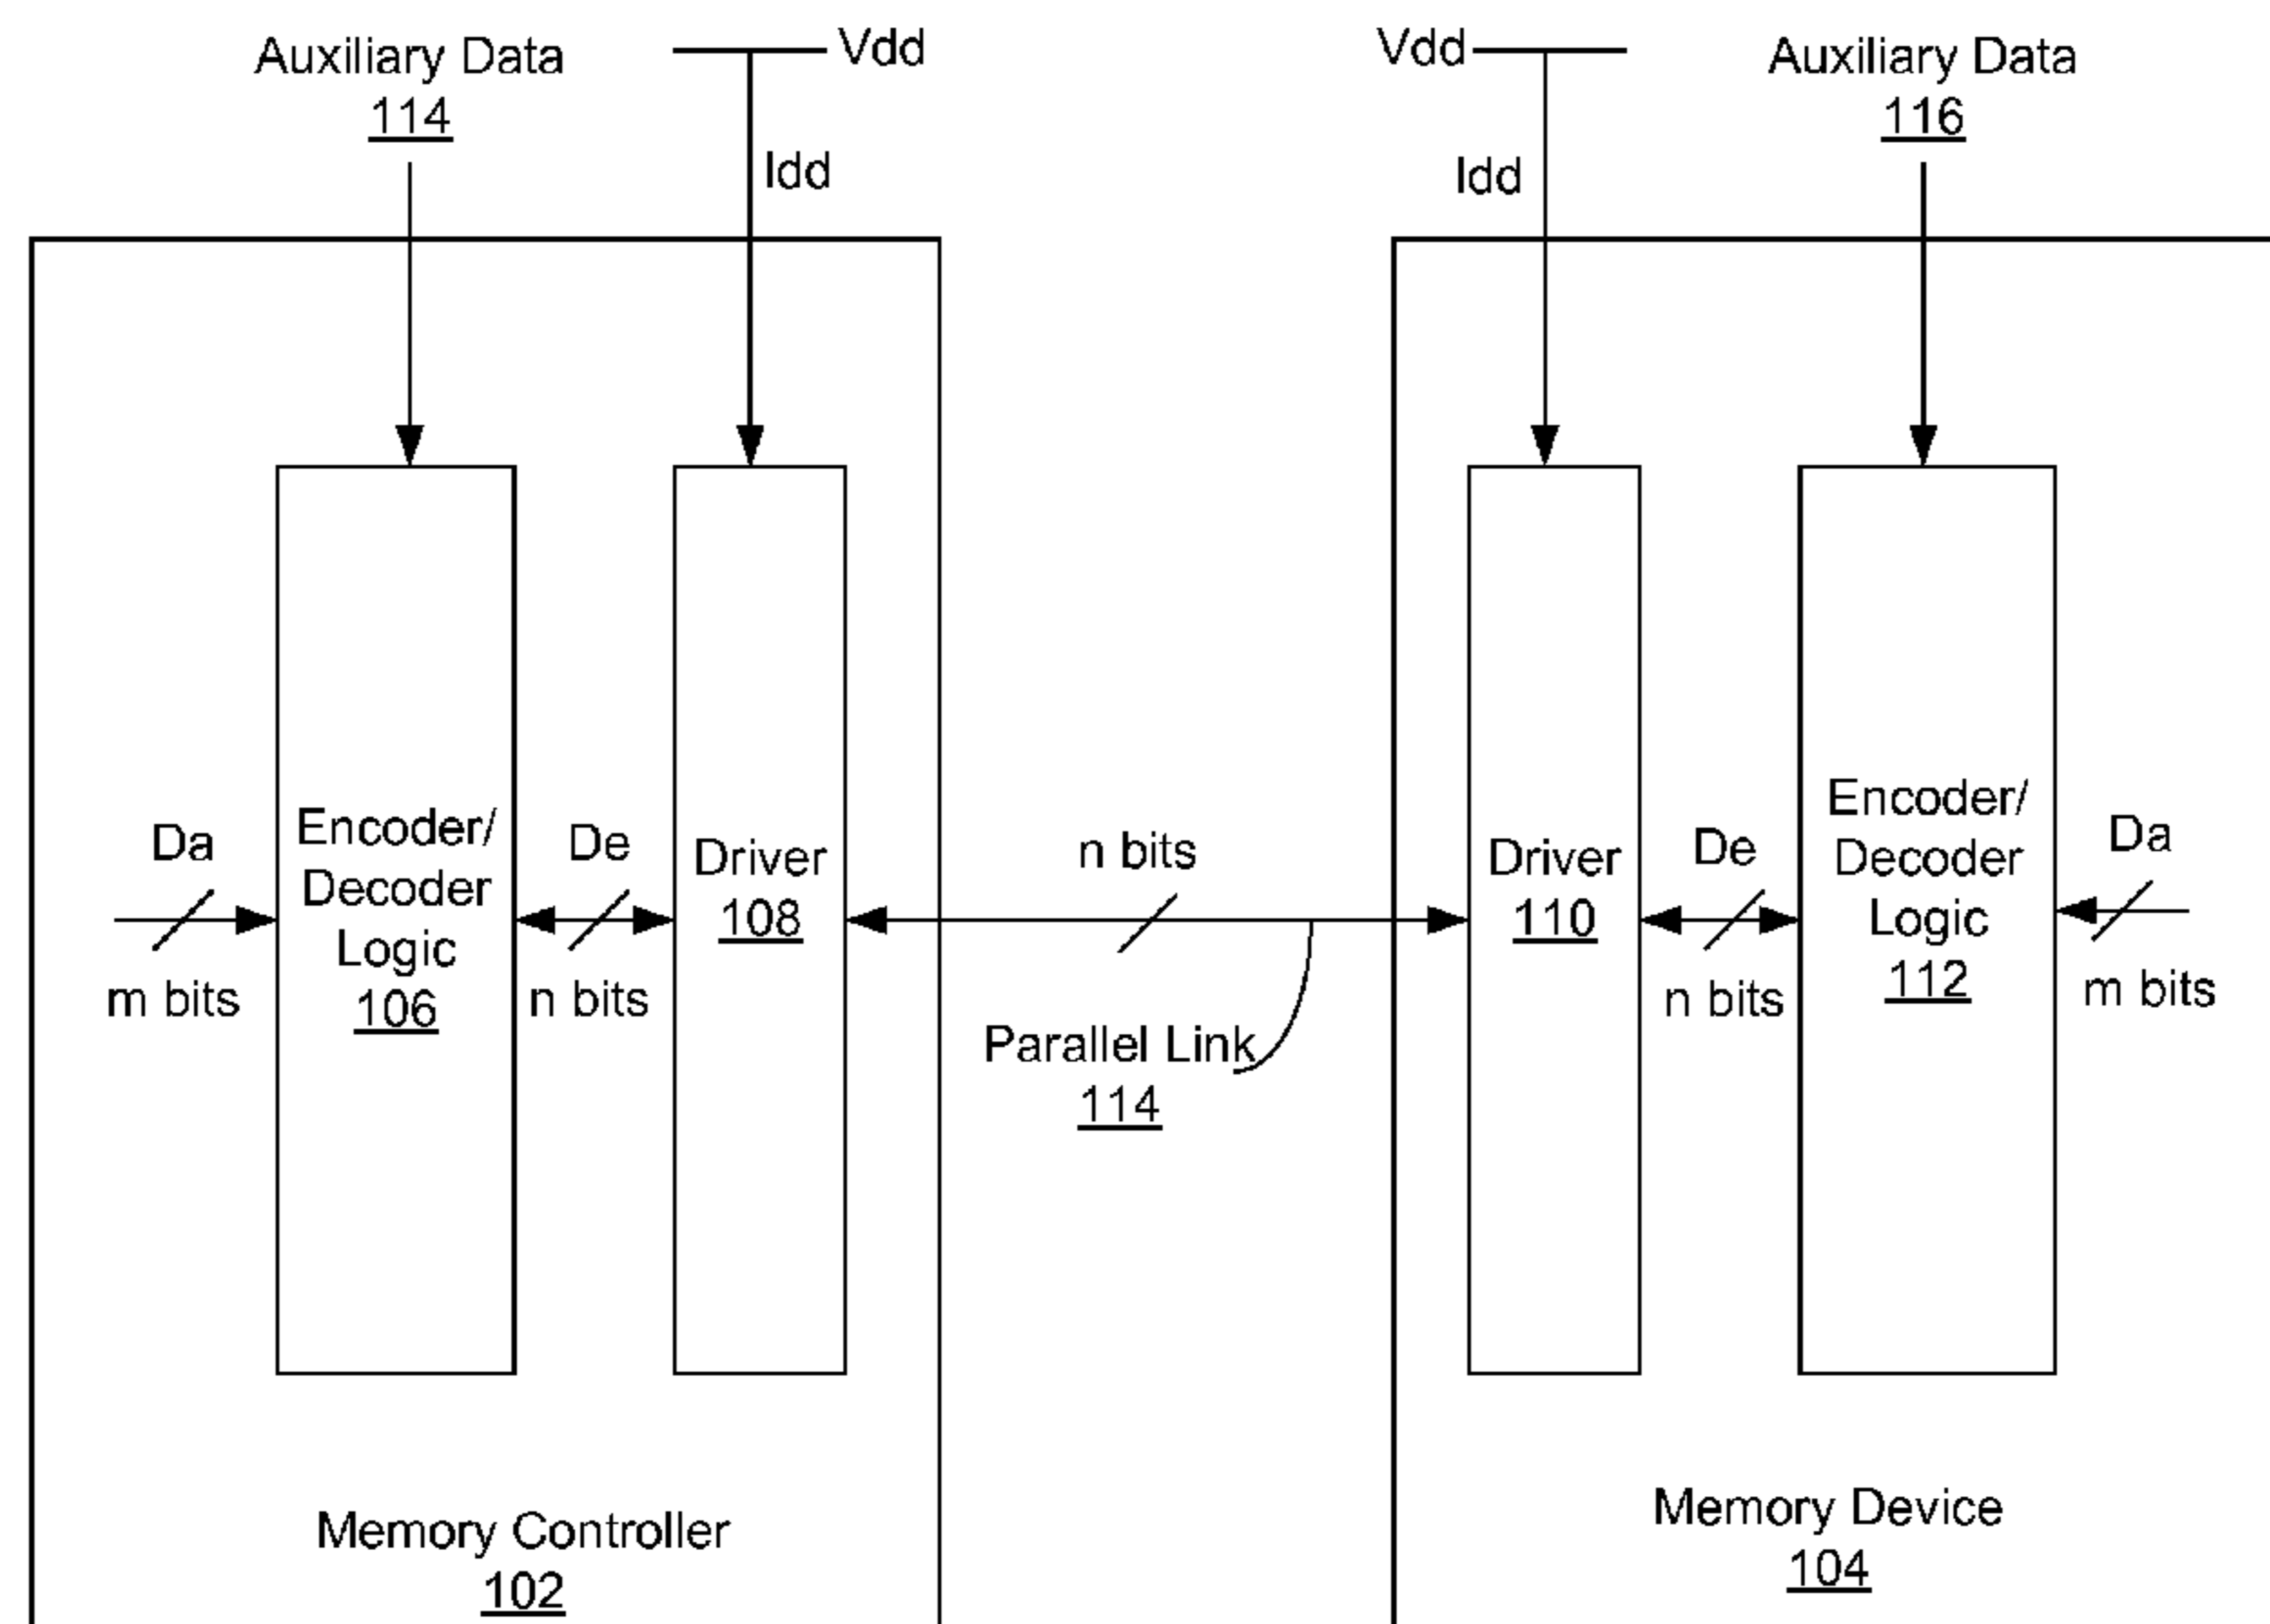 Auxiliary Data
114
Vdd
Idd
Vdd
Idd
Auxiliary Data
116
Da
m bits
Encoder/
Decoder
Logic
106
De
n bits
Driver
108
n bits
Parallel Link
114
Driver
110
De
n bits
Encoder/
Decoder
Logic
112
Da
m bits
Memory Controller
102
Memory Device
104